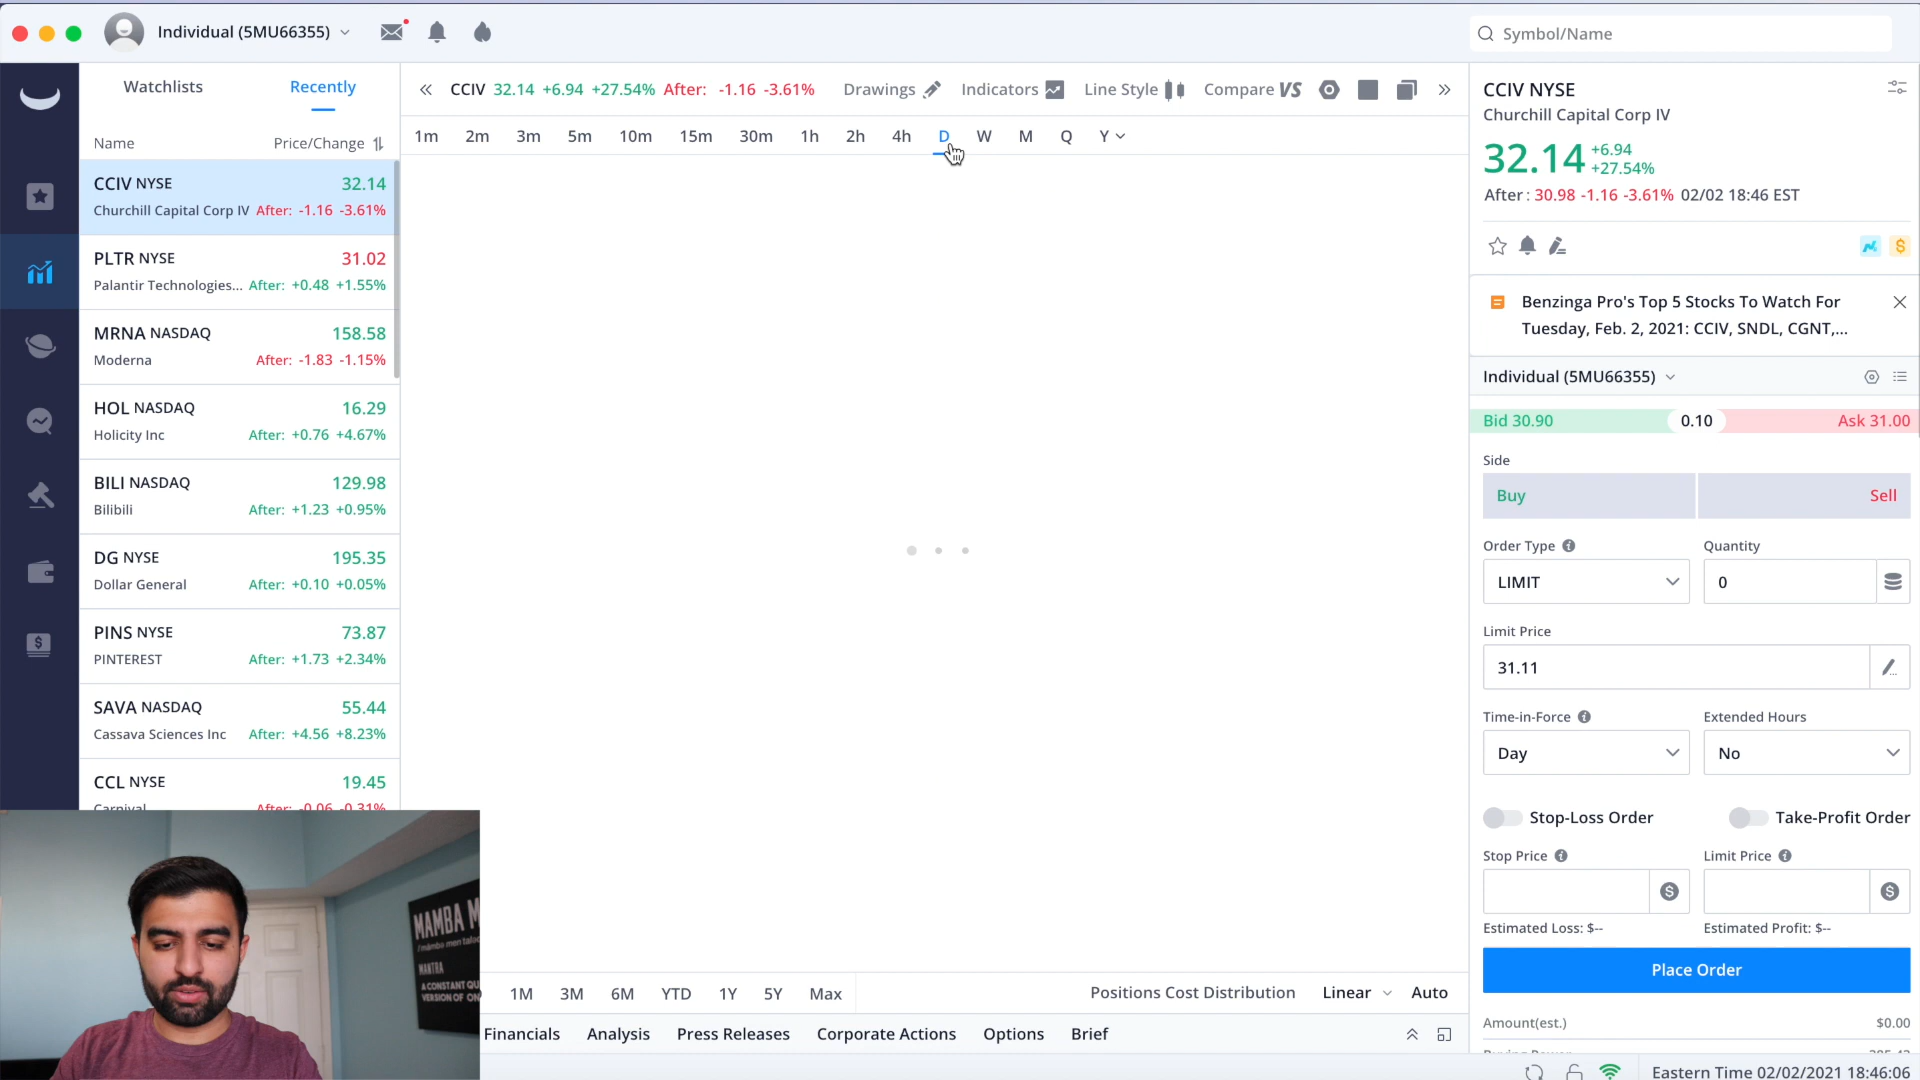 Individual (5MU66355)
Symbol/Name
Watchlists
Recently
Name
Price/Change
CCIV NYSE
32.14
Churchill Capital Corp IV After: -1.16 -3.61%
PLTR NYSE
31.02
Palantir Technologies... After: +0.48 +1.55%
MRNA NASDAQ
158.58
Moderna
After: -1.83 -1.15%
HOL NASDAQ
16.29
Holicity Inc
After: +0.76 +4.67%
BILI NASDAQ
129.98
Bilibili
After: +1.23 +0.95%
DG NYSE
195.35
Dollar General
After: +0.10 +0.05%
PINS NYSE
73.87
PINTEREST
After: +1.73 +2.34%
SAVA NASDAQ
55.44
Cassava Sciences Inc
After: +4.56 +8.23%
CCL NYSE
19.45
Carnival
After: -0.06 -0.31%
CCIV 32.14 +6.94 +27.54% After: -1.16 -3.61%
Drawings
Indicators
Line Style
Compare VS
1m 2m 3m 5m 10m 15m 30m 1h 2h 4h D W M Q Y
CCIV NYSE
Churchill Capital Corp IV
32.14
+6.94
+27.54%
After : 30.98 -1.16 -3.61% 02/02 18:46 EST
Benzinga Pro's Top 5 Stocks To Watch For
Tuesday, Feb. 2, 2021: CCIV, SNDL, CGNT,...
Individual (5MU66355)
Bid 30.90
0.10
Ask 31.00
Side
Buy
Sell
Order Type
Quantity
LIMIT
0
Limit Price
31.11
Time-in-Force
Extended Hours
Day
No
Stop-Loss Order
Take-Profit Order
Stop Price
Limit Price
Estimated Loss: $--
Estimated Profit: $--
Place Order
Amount(est.)
$0.00
MAMBA M
MANTRA
A CONSTANT QU
VERSION OF ON
1M 3M 6M YTD 1Y 5Y Max
Positions Cost Distribution
Linear
Auto
Financials
Analysis
Press Releases
Corporate Actions
Options
Brief
Eastern Time 02/02/2021 18:46:06